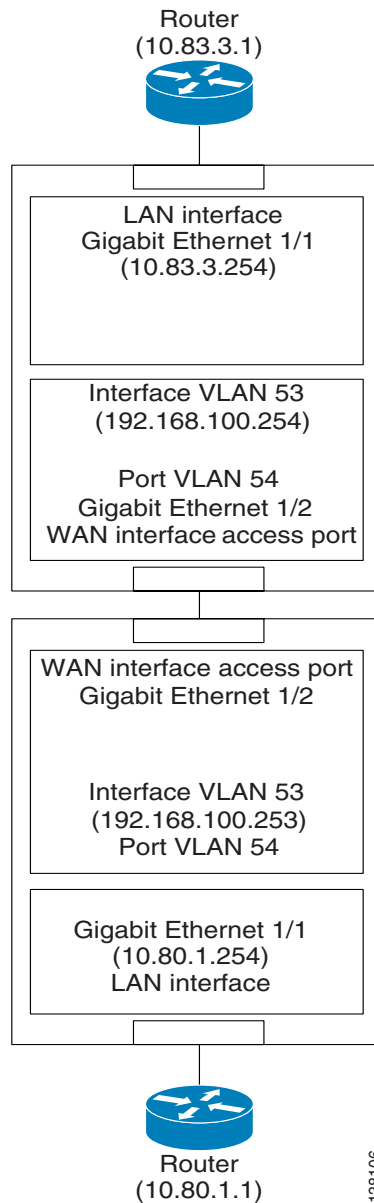 Router
(10.83.3.1)
LAN interface
Gigabit Ethernet 1/1
(10.83.3.254)
Interface VLAN 53
(192.168.100.254)
Port VLAN 54
Gigabit Ethernet 1/2
WAN interface access port
WAN interface access port
Gigabit Ethernet 1/2
Interface VLAN 53
(192.168.100.253)
Port VLAN 54
Gigabit Ethernet 1/1
(10.80.1.254)
LAN interface
Router
(10.80.1.1)